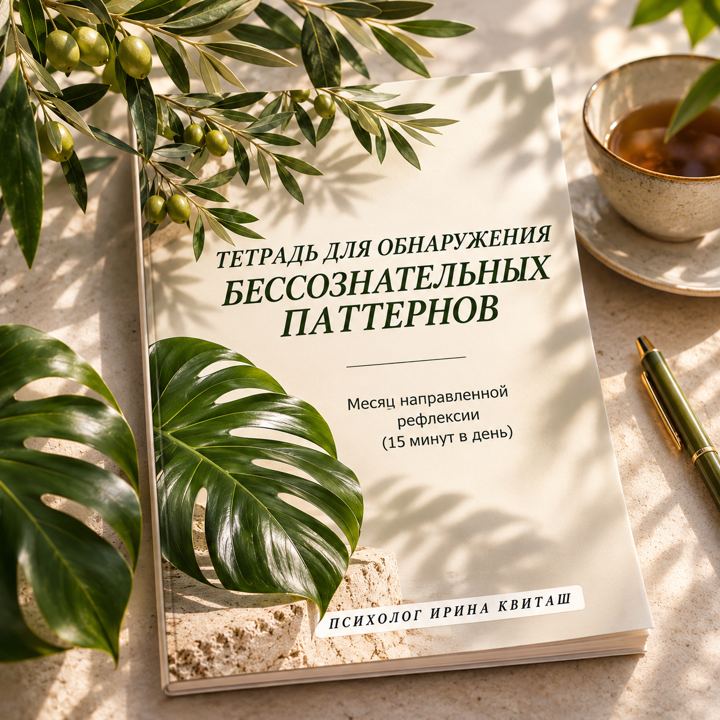 ТЕТРАДЬ ДЛЯ ОБНАРУЖЕНИЯ
БЕССОЗНАТЕЛЬНЫХ
ПАТТЕРНОВ
Месяц направленной
рефлексии
(15 минут в день)
ПСИХОЛОГ ИРИНА КВИТАШ